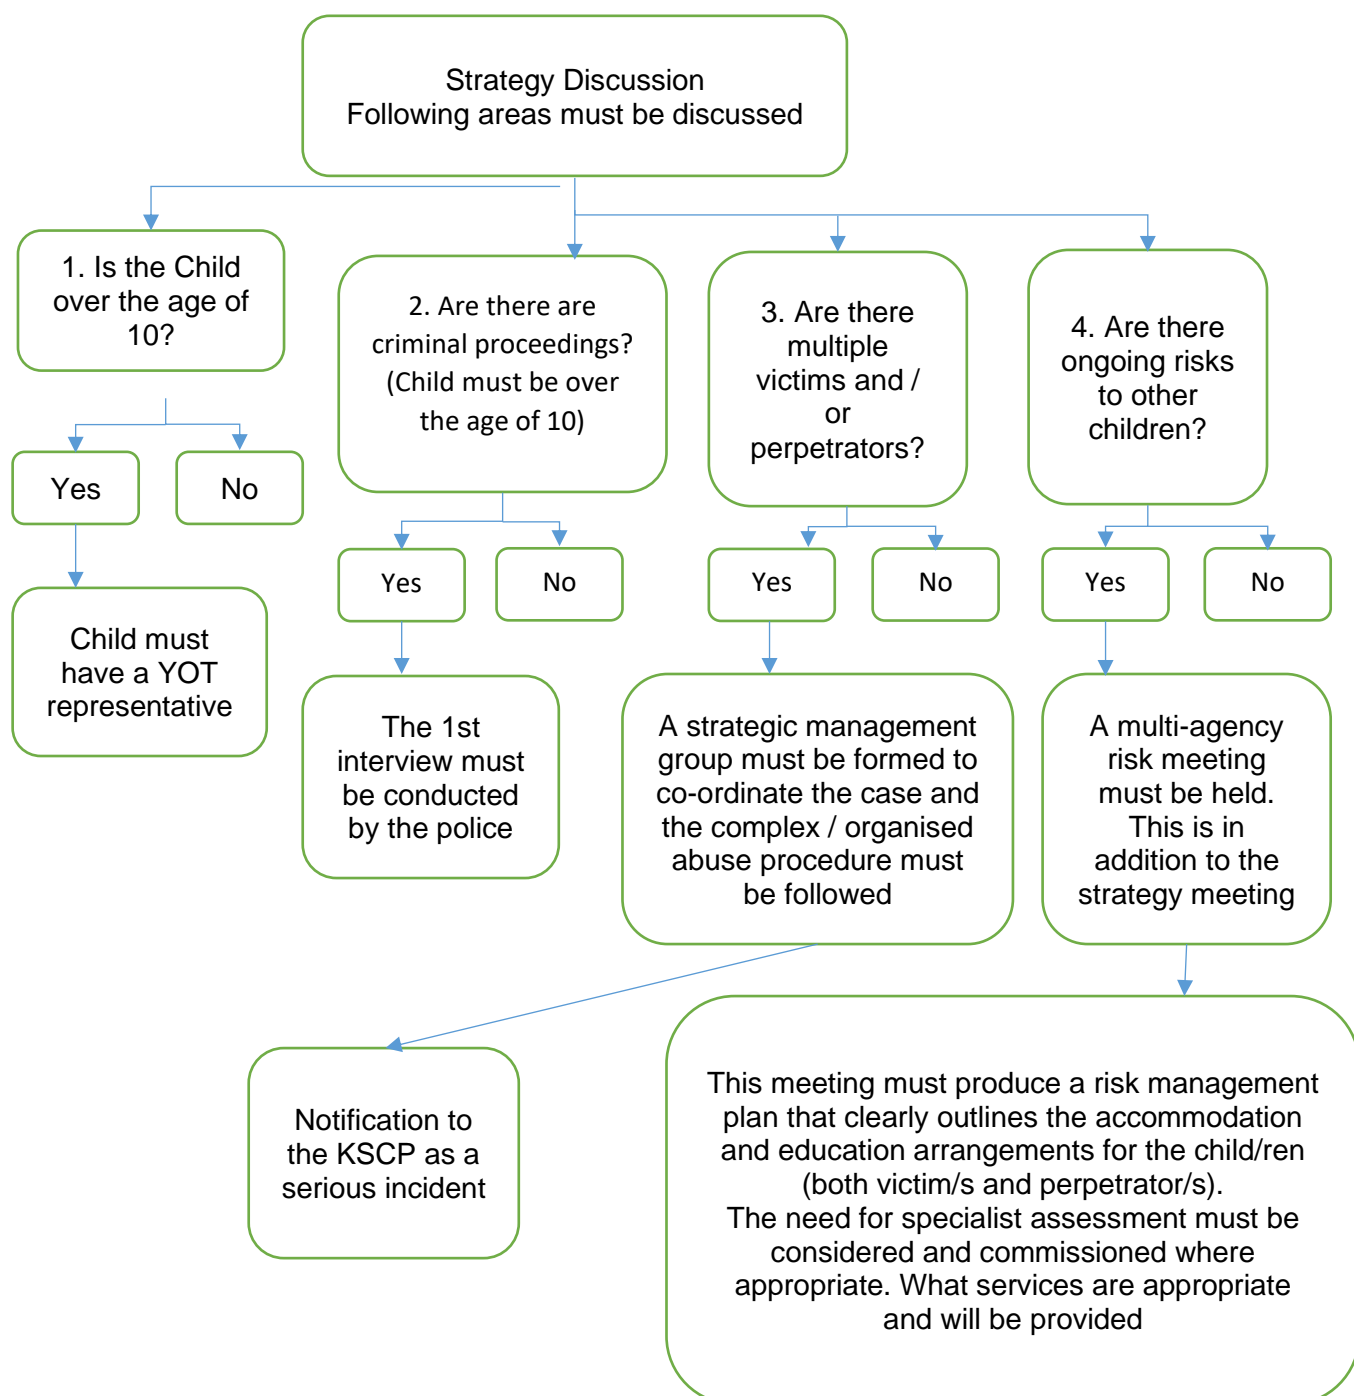 Strategy Discussion
Following areas must be discussed
1. Is the Child
over the age of
10?
Yes
No
Child must
have a YOT
representative
2. Are there are
criminal proceedings?
(Child must be over
the age of 10)
Yes
No
The 1st
interview must
be conducted
by the police
3. Are there
multiple
victims and /
or
perpetrators?
Yes
No
A strategic management
group must be formed to
co-ordinate the case and
the complex / organised
abuse procedure must
be followed
Notification to
the KSCP as a
serious incident
4. Are there
ongoing risks
to other
children?
Yes
No
A multi-agency
risk meeting
must be held.
This is in
addition to the
strategy meeting
This meeting must produce a risk management
plan that clearly outlines the accommodation
and education arrangements for the child/ren
(both victim/s and perpetrator/s).
The need for specialist assessment must be
considered and commissioned where
appropriate. What services are appropriate
and will be provided